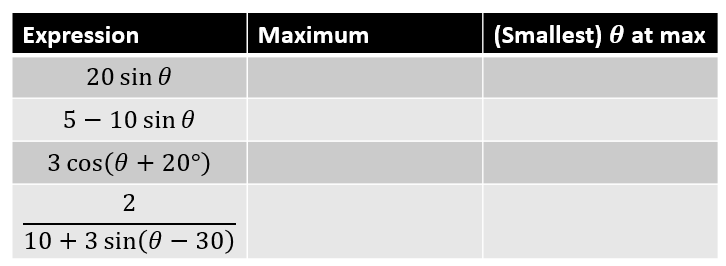 Expression Maximum (Smallest) θ at max
20 sin θ
5 − 10 sin θ
3 cos(θ + 20°)
2
10 + 3 sin(θ − 30)